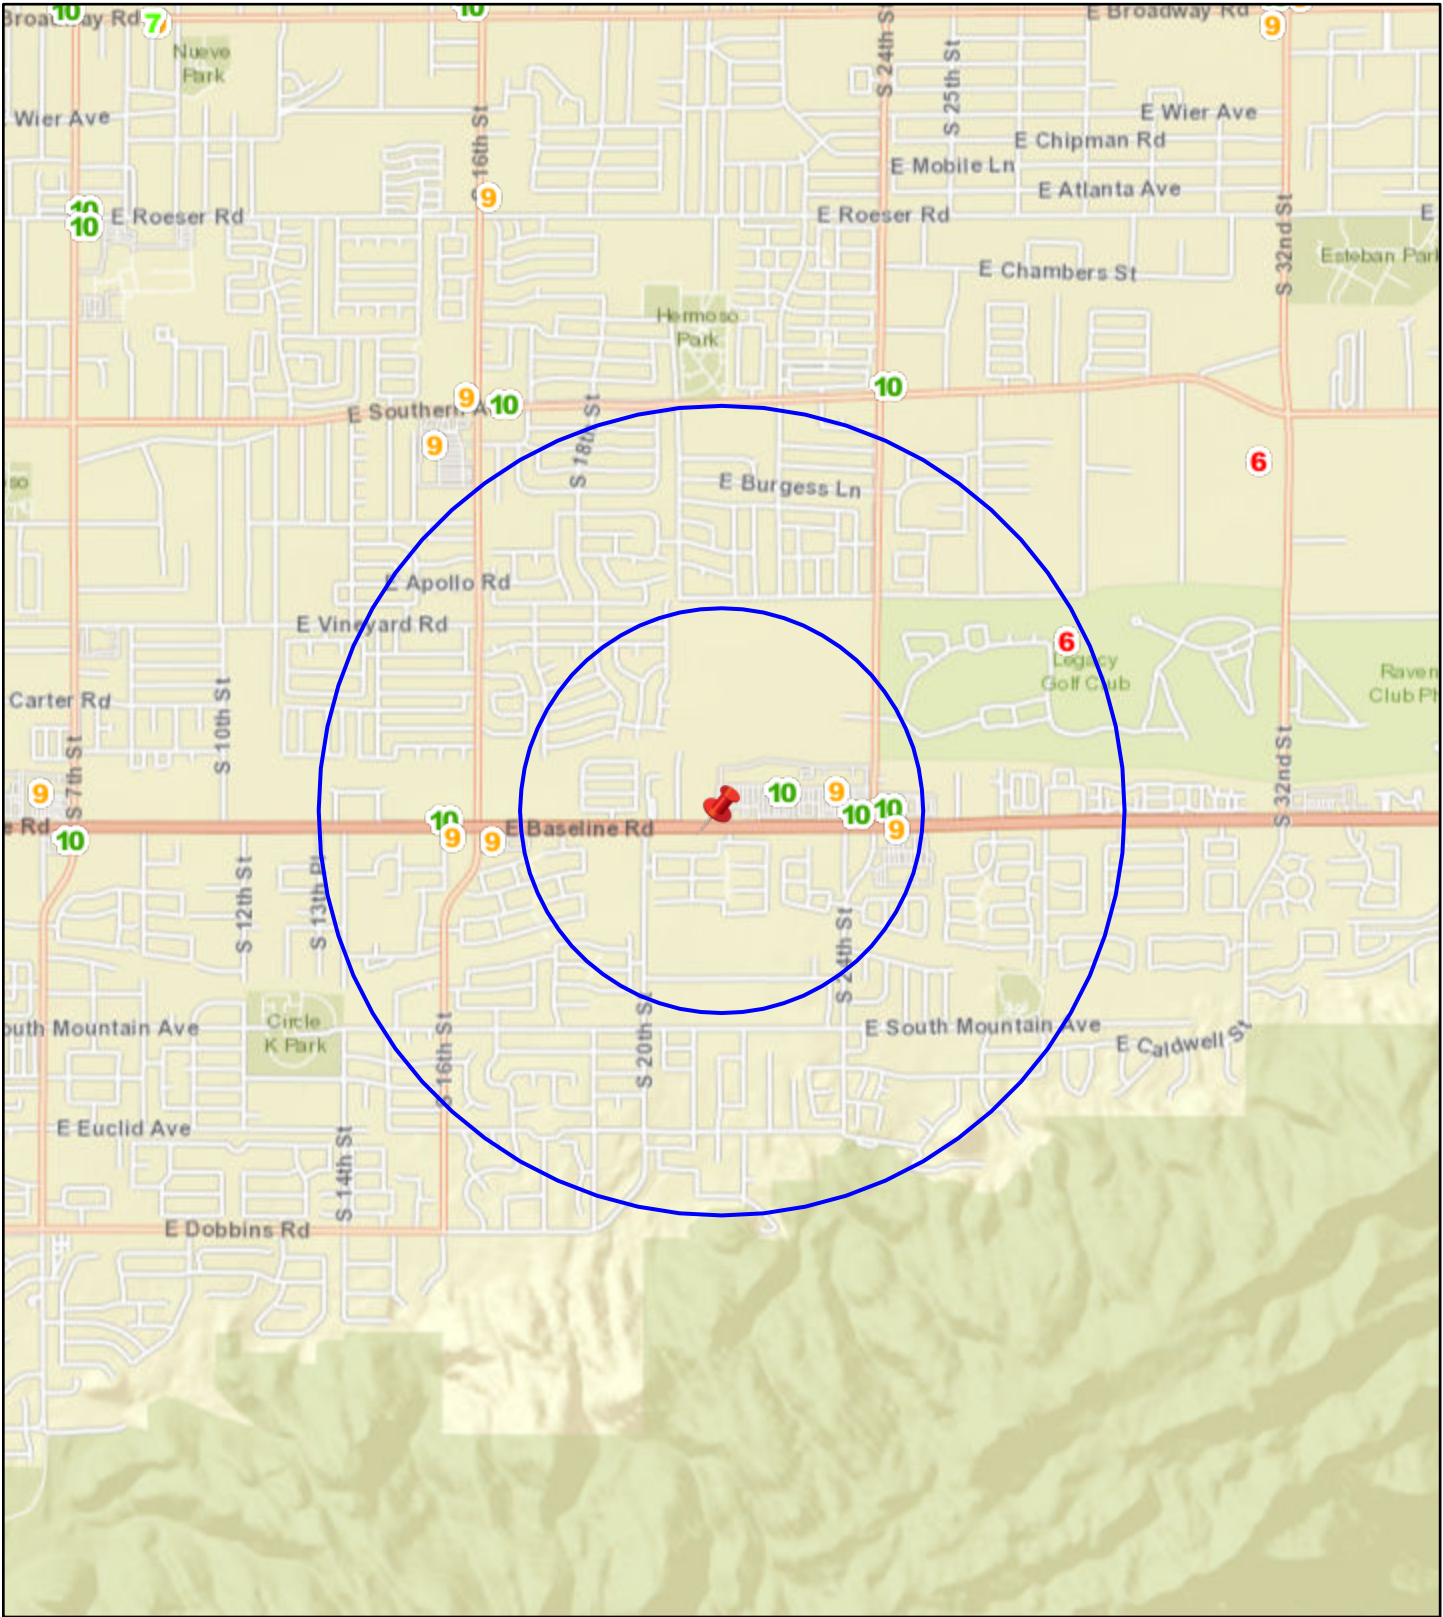 10
10
Broadway Rd
7
E Broadway Rd
9
Nueve
Park
S 24th St
S 25th St
Wier Ave
E Wier Ave
S 16th St
E Chipman Rd
E Mobile Ln
E Atlanta Ave
9
10
10
E Roeser Rd
E Roeser Rd
E
S 32nd St
Esteban Park
E Chambers St
Hermoso
Park
10
9
10
E Southern A
S 18th St
9
6
E Burgess Ln
E Apollo Rd
E Vineyard Rd
6
Legacy
Golf Club
Raven
Club Ph
Carter Rd
S 10th St
S 7th St
S 32nd St
9
10
9
10
10
10
9
9
9
e Rd
10
E Baseline Rd
S 12th St
S 13th Pl
S 24th St
outh Mountain Ave
Circle
K Park
S 16th St
S 20th St
E South Mountain Ave
E Caldwell St
E Euclid Ave
S 14th St
E Dobbins Rd